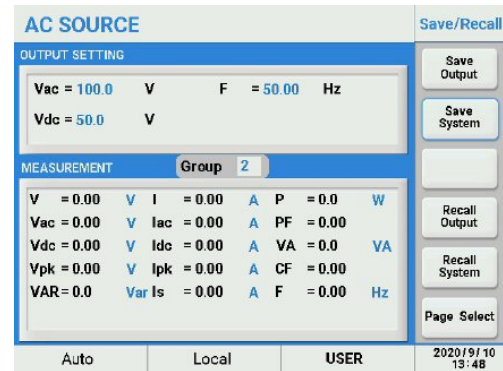 AC SOURCE
Save/Recall
OUTPUT SETTING
Vac = 100.0 V F = 50.00 Hz
Vdc = 50.0 V
MEASUREMENT Group 2
V = 0.00 V I = 0.00 A P = 0.0 W
Vac = 0.00 V Iac = 0.00 A PF = 0.00
Vdc = 0.00 V Idc = 0.00 A VA = 0.0 VA
Vpk = 0.00 V Ipk = 0.00 A CF = 0.00
VAR= 0.0 Var Is = 0.00 A F = 0.00 Hz
Save
Output
Save
System
Recall
Output
Recall
System
Page Select
Auto Local USER 2020/9/10
13:48